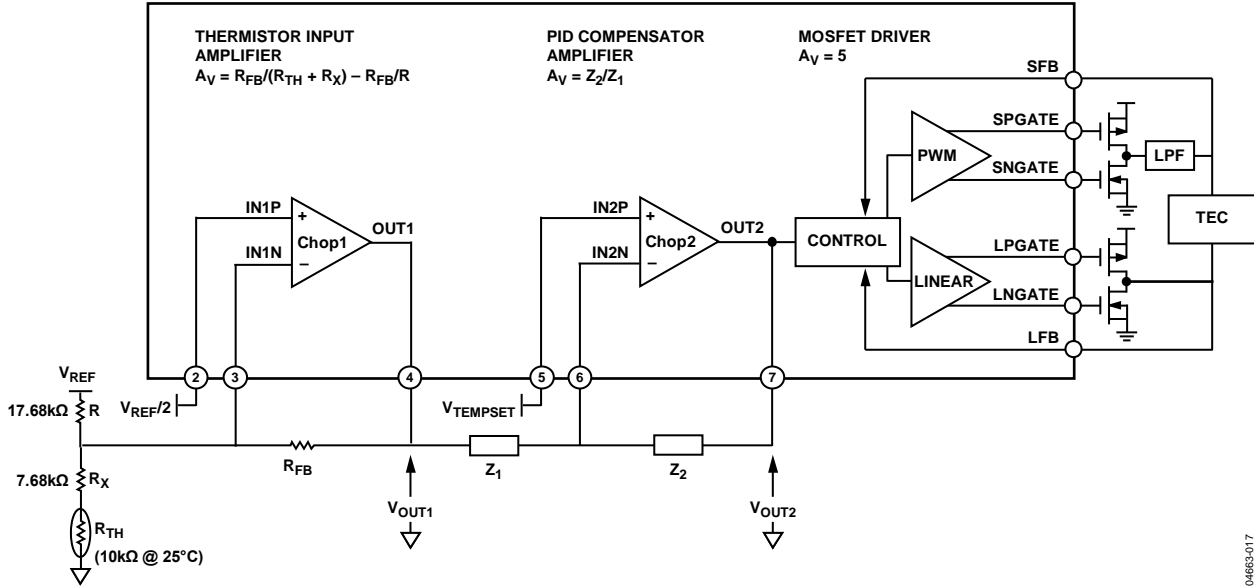 THERMISTOR INPUT
AMPLIFIER
A_V = R_FB/(R_TH + R_X) – R_FB/R
PID COMPENSATOR
AMPLIFIER
A_V = Z_2/Z_1
MOSFET DRIVER
A_V = 5
SFB
SPGATE
PWM
SNGATE
LPF
TEC
IN1P
+
Chop1
IN1N
–
OUT1
IN2P
+
Chop2
IN2N
–
OUT2
CONTROL
LPGATE
LINEAR
LNGATE
LFB
2
3
4
5
6
7
V_REF
V_REF/2
V_TEMPSET
17.68kΩ R
R_FB
Z_1
Z_2
7.68kΩ R_X
V_OUT1
V_OUT2
R_TH
(10kΩ @ 25°C)
04663-017